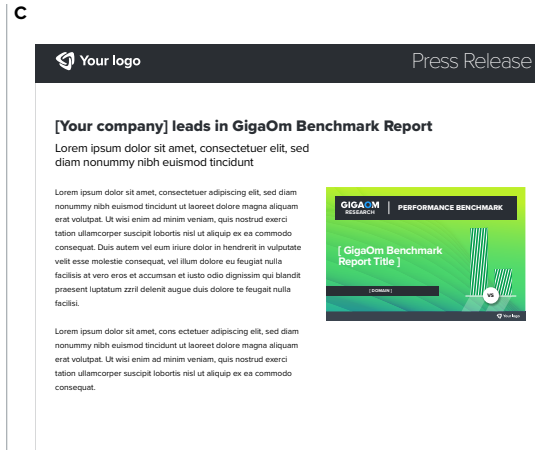 C
Your logo
Press Release
[Your company] leads in GigaOm Benchmark Report
Lorem ipsum dolor sit amet, consectetuer elit, sed
diam nonummy nibh euismod tincidunt
Lorem ipsum dolor sit amet, consectetuer adipiscing elit, sed diam
nonummy nibh euismod tincidunt ut laoreet dolore magna aliquam
erat volutpat. Ut wisi enim ad minim veniam, quis nostrud exerci
tation ullamcorper suscipit lobortis nisl ut aliquip ex ea commodo
consequat. Duis autem vel eum iriure dolor in hendrerit in vulputate
velit esse molestie consequat, vel illum dolore eu feugiat nulla
facilisis at vero eros et accumsan et iusto odio dignissim qui blandit
praesent luptatum zzril delenit augue duis dolore te feugait nulla
facilisi.
Lorem ipsum dolor sit amet, cons ectetuer adipiscing elit, sed diam
nonummy nibh euismod tincidunt ut laoreet dolore magna aliquam
erat volutpat. Ut wisi enim ad minim veniam, quis nostrud exerci
tation ullamcorper suscipit lobortis nisl ut aliquip ex ea commodo
consequat.
GIGAOM
RESEARCH
PERFORMANCE BENCHMARK
[ GigaOm Benchmark
Report Title ]
[ DOMAIN ]
VS
Your logo